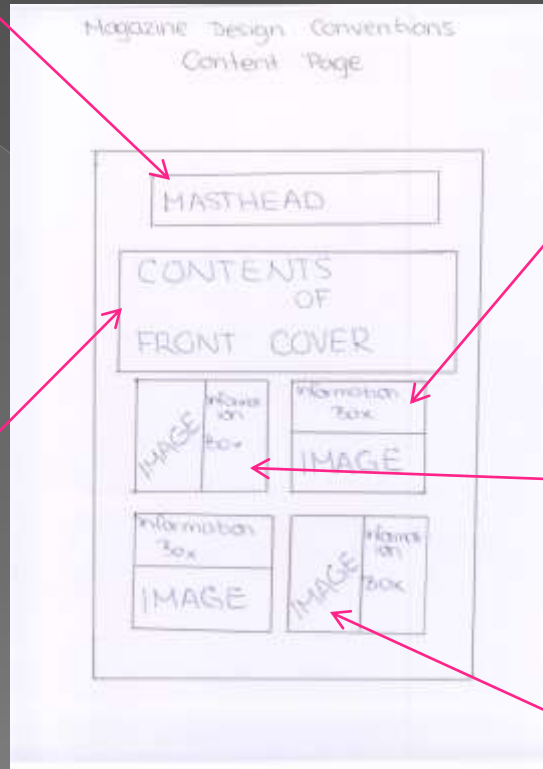 Magazine Design Conventions
Content Page
MASTHEAD
CONTENTS
OF
FRONT COVER
IMAGE
Informat
ion
Box
Information
Box
IMAGE
Information
Box
IMAGE
IMAGE
Informat
ion
Box